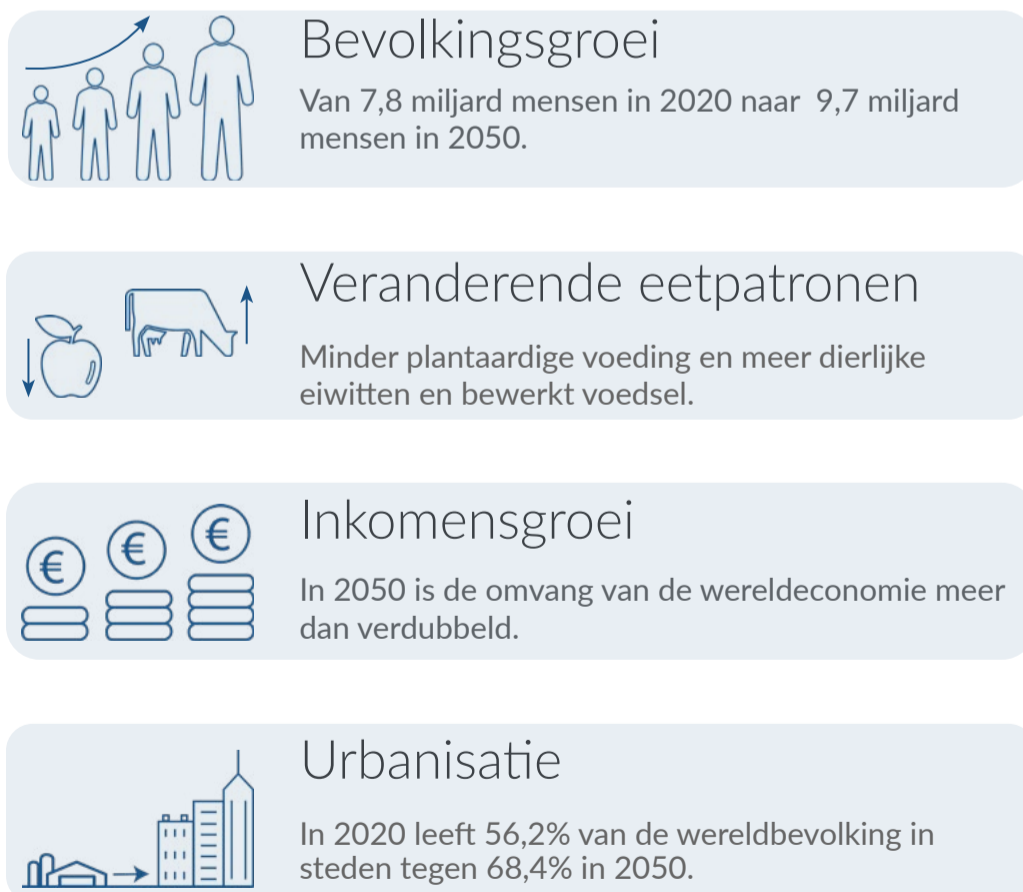 Bevolkingsgroei
Van 7,8 miljard mensen in 2020 naar 9,7 miljard
mensen in 2050.
Veranderende eetpatronen
Minder plantaardige voeding en meer dierlijke
eiwitten en bewerkt voedsel.
€ € €
Inkomensgroei
In 2050 is de omvang van de wereldeconomie meer
dan verdubbeld.
Urbanisatie
In 2020 leeft 56,2% van de wereldbevolking in
steden tegen 68,4% in 2050.